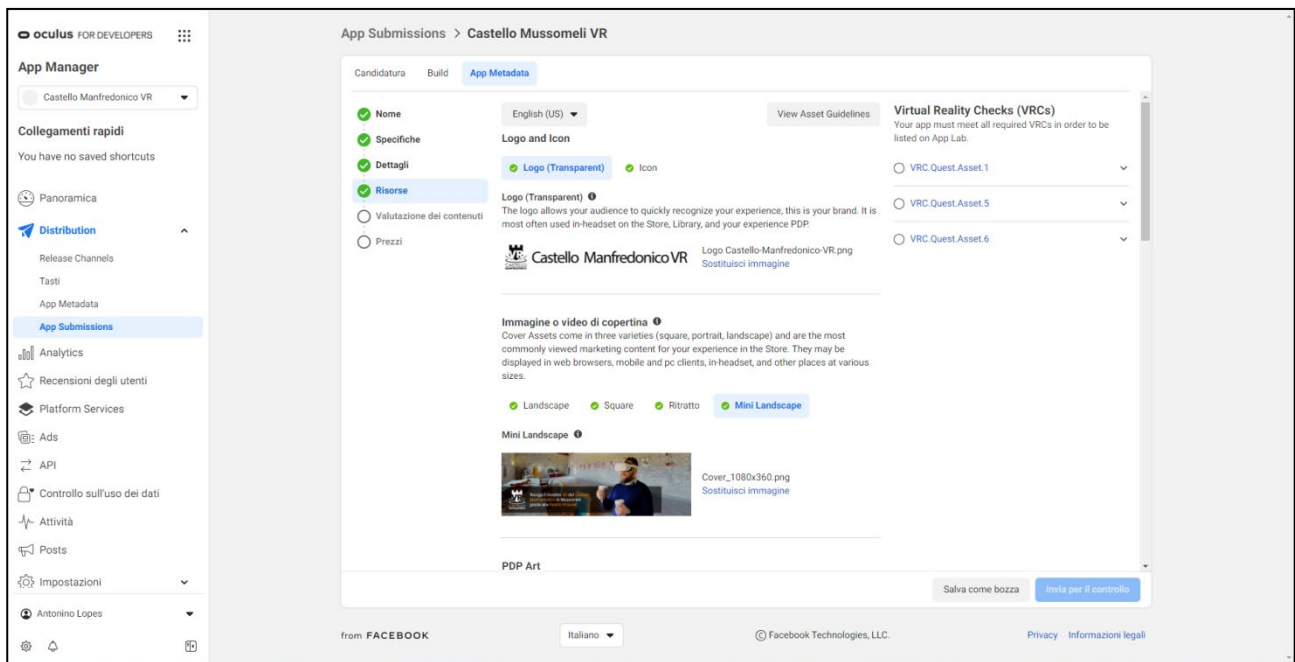 oculus FOR DEVELOPERS
App Manager
Castello Manfredonico VR
Collegamenti rapidi
You have no saved shortcuts
Panoramica
Distribution
Release Channels
Tasti
App Metadata
App Submissions
Analytics
Recensioni degli utenti
Platform Services
Ads
API
Controllo sull'uso dei dati
Attività
Posts
Impostazioni
Antonino Lopes
App Submissions > Castello Mussomeli VR
Candidatura Build App Metadata
Nome
Specifiche
Dettagli
Risorse
Valutazione dei contenuti
Prezzi
English (US) View Asset Guidelines
Logo and Icon
Logo (Transparent) Icon
Logo (Transparent)
The logo allows your audience to quickly recognize your experience, this is your brand. It is
most often used in-headset on the Store, Library, and your experience PDP.
Castello Manfredonico VR
Logo Castello-Manfredonico-VR.png
Sostituisci immagine
Immagine o video di copertina
Cover Assets come in three varieties (square, portrait, landscape) and are the most
commonly viewed marketing content for your experience in the Store. They may be
displayed in web browsers, mobile and pc clients, in-headset, and other places at various
sizes.
Landscape Square Ritratto Mini Landscape
Mini Landscape
Cover_1080x360.png
Sostituisci immagine
PDP Art
Virtual Reality Checks (VRCs)
Your app must meet all required VRCs in order to be
listed on App Lab.
VRC.Quest.Asset.1
VRC.Quest.Asset.5
VRC.Quest.Asset.6
Salva come bozza Invia per il controllo
from FACEBOOK Italiano © Facebook Technologies, LLC. Privacy Informazioni legali